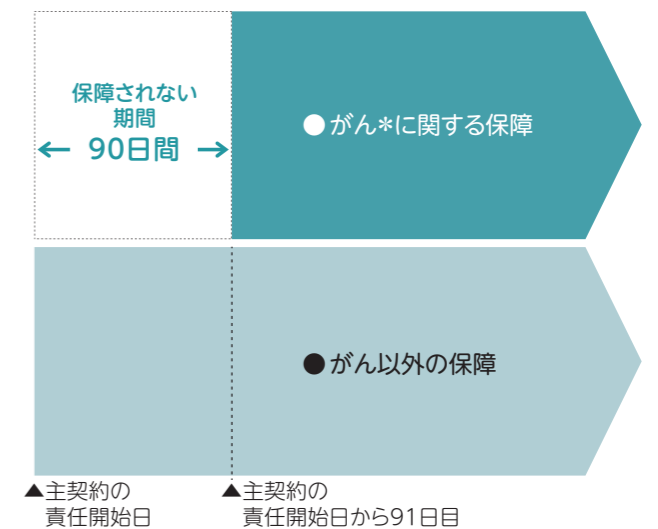 保障されない
期間
← 90日間 →
●がん*に関する保障
●がん以外の保障
▲主契約の
責任開始日
▲主契約の
責任開始日から91日目